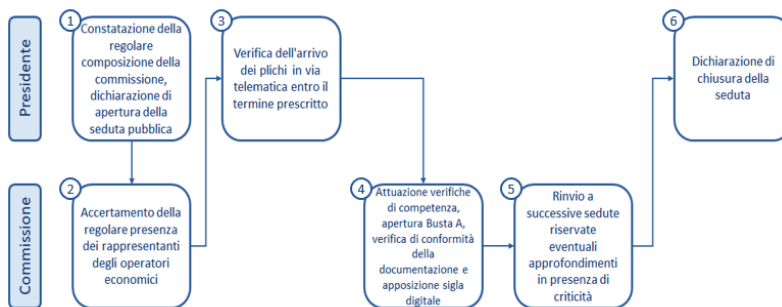 Presidente
1
Constatazione della
regolare
composizione della
commissione,
dichiarazione di
apertura della
seduta pubblica
3
Verifica dell'arrivo
dei plichi in via
telematica entro il
termine prescritto
6
Dichiarazione di
chiusura della
seduta
Commissione
2
Accertamento della
regolare presenza
dei rappresentanti
degli operatori
economici
4
Attuazione verifiche
di competenza,
apertura Busta A,
verifica di conformità
della
documentazione e
apposizione sigla
digitale
5
Rinvio a
successive sedute
riservate
eventuali
approfondimenti
in presenza di
criticità